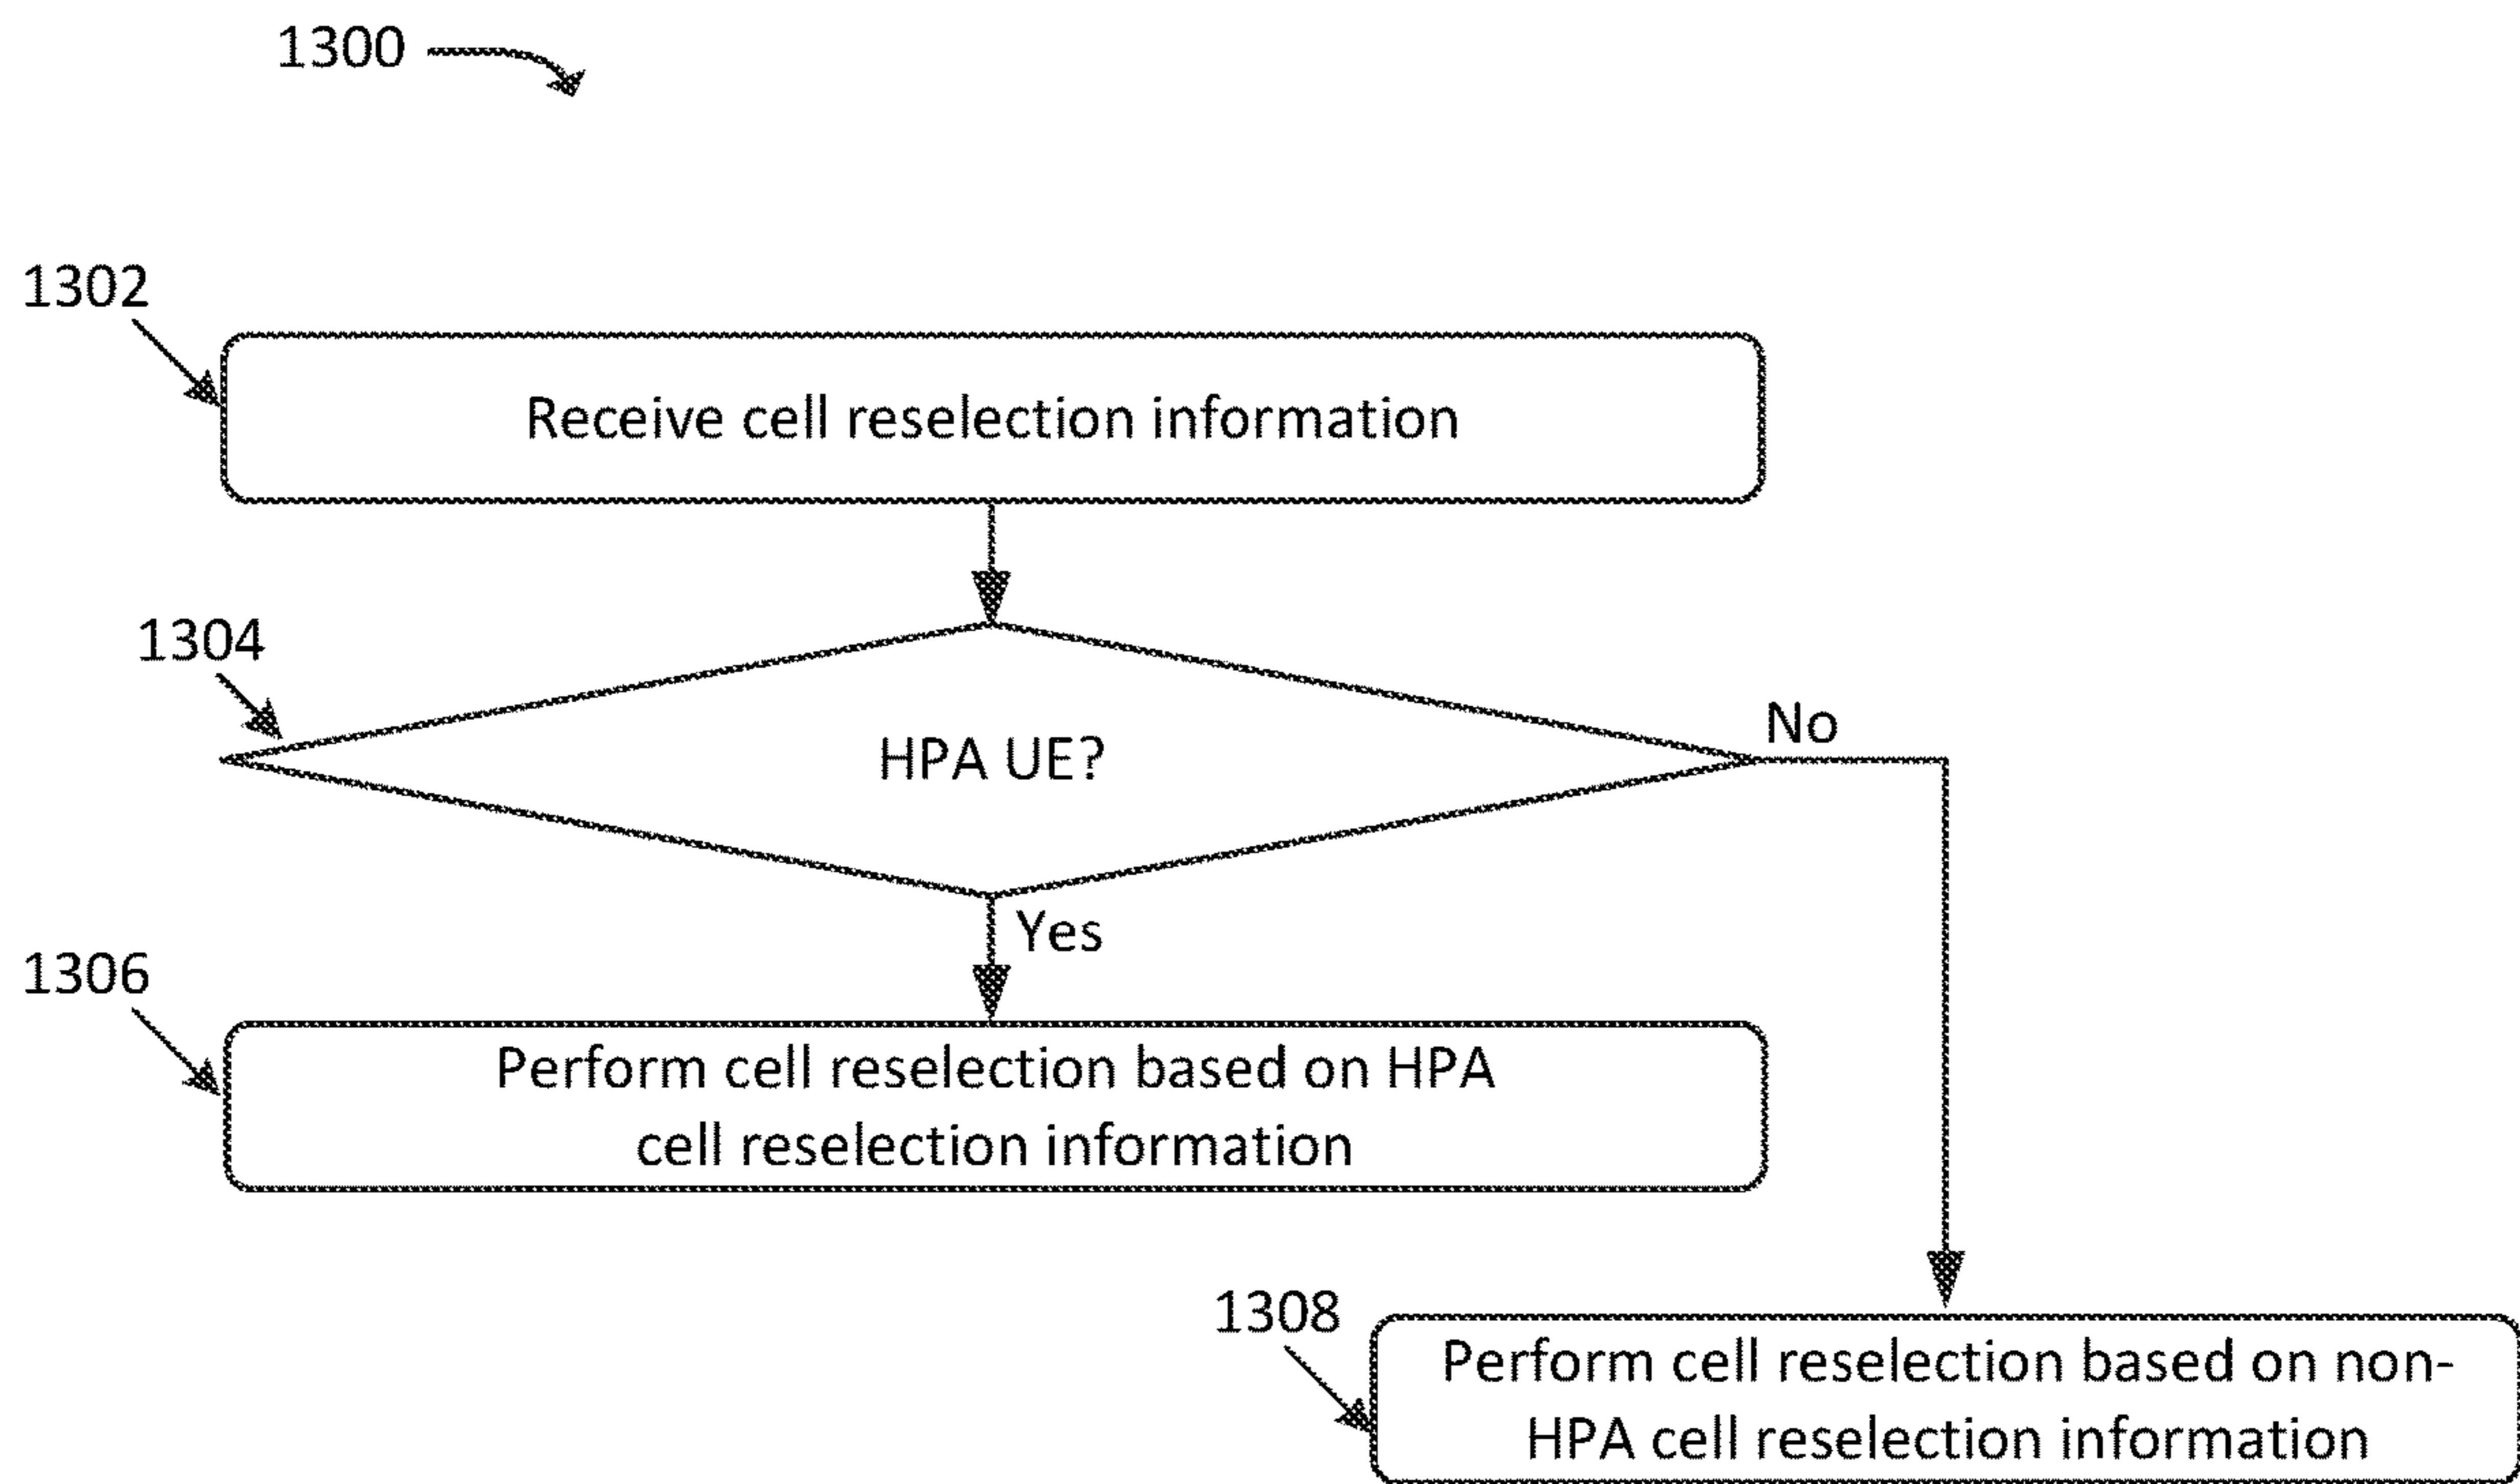 1300
1302
Receive cell reselection information
1304
HPA UE?
No
Yes
1306
Perform cell reselection based on HPA
cell reselection information
1308
Perform cell reselection based on non-
HPA cell reselection information